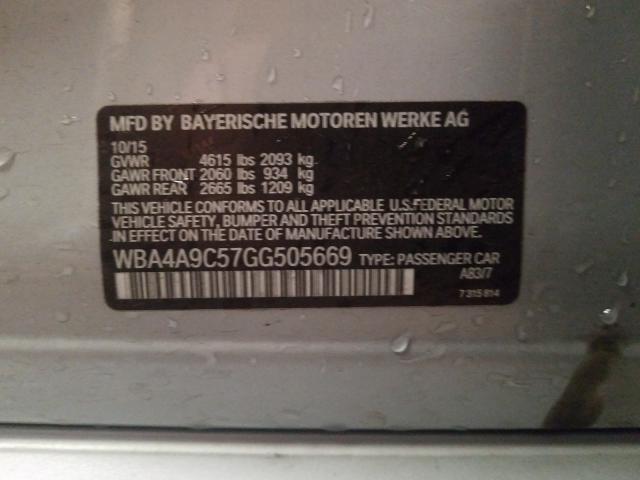 MFD BY BAYERISCHE MOTOREN WERKE AG
10/15
GVWR 4615 lbs 2093 kg
GAWR FRONT 2060 lbs 934 kg
GAWR REAR 2665 lbs 1209 kg
THIS VEHICLE CONFORMS TO ALL APPLICABLE U.S.FEDERAL MOTOR
VEHICLE SAFETY, BUMPER AND THEFT PREVENTION STANDARDS
IN EFFECT ON THE DATE OF MANUFACTURE SHOWN ABOVE.
WBA4A9C57GG505669 TYPE: PASSENGER CAR
A83/7
7 315 814